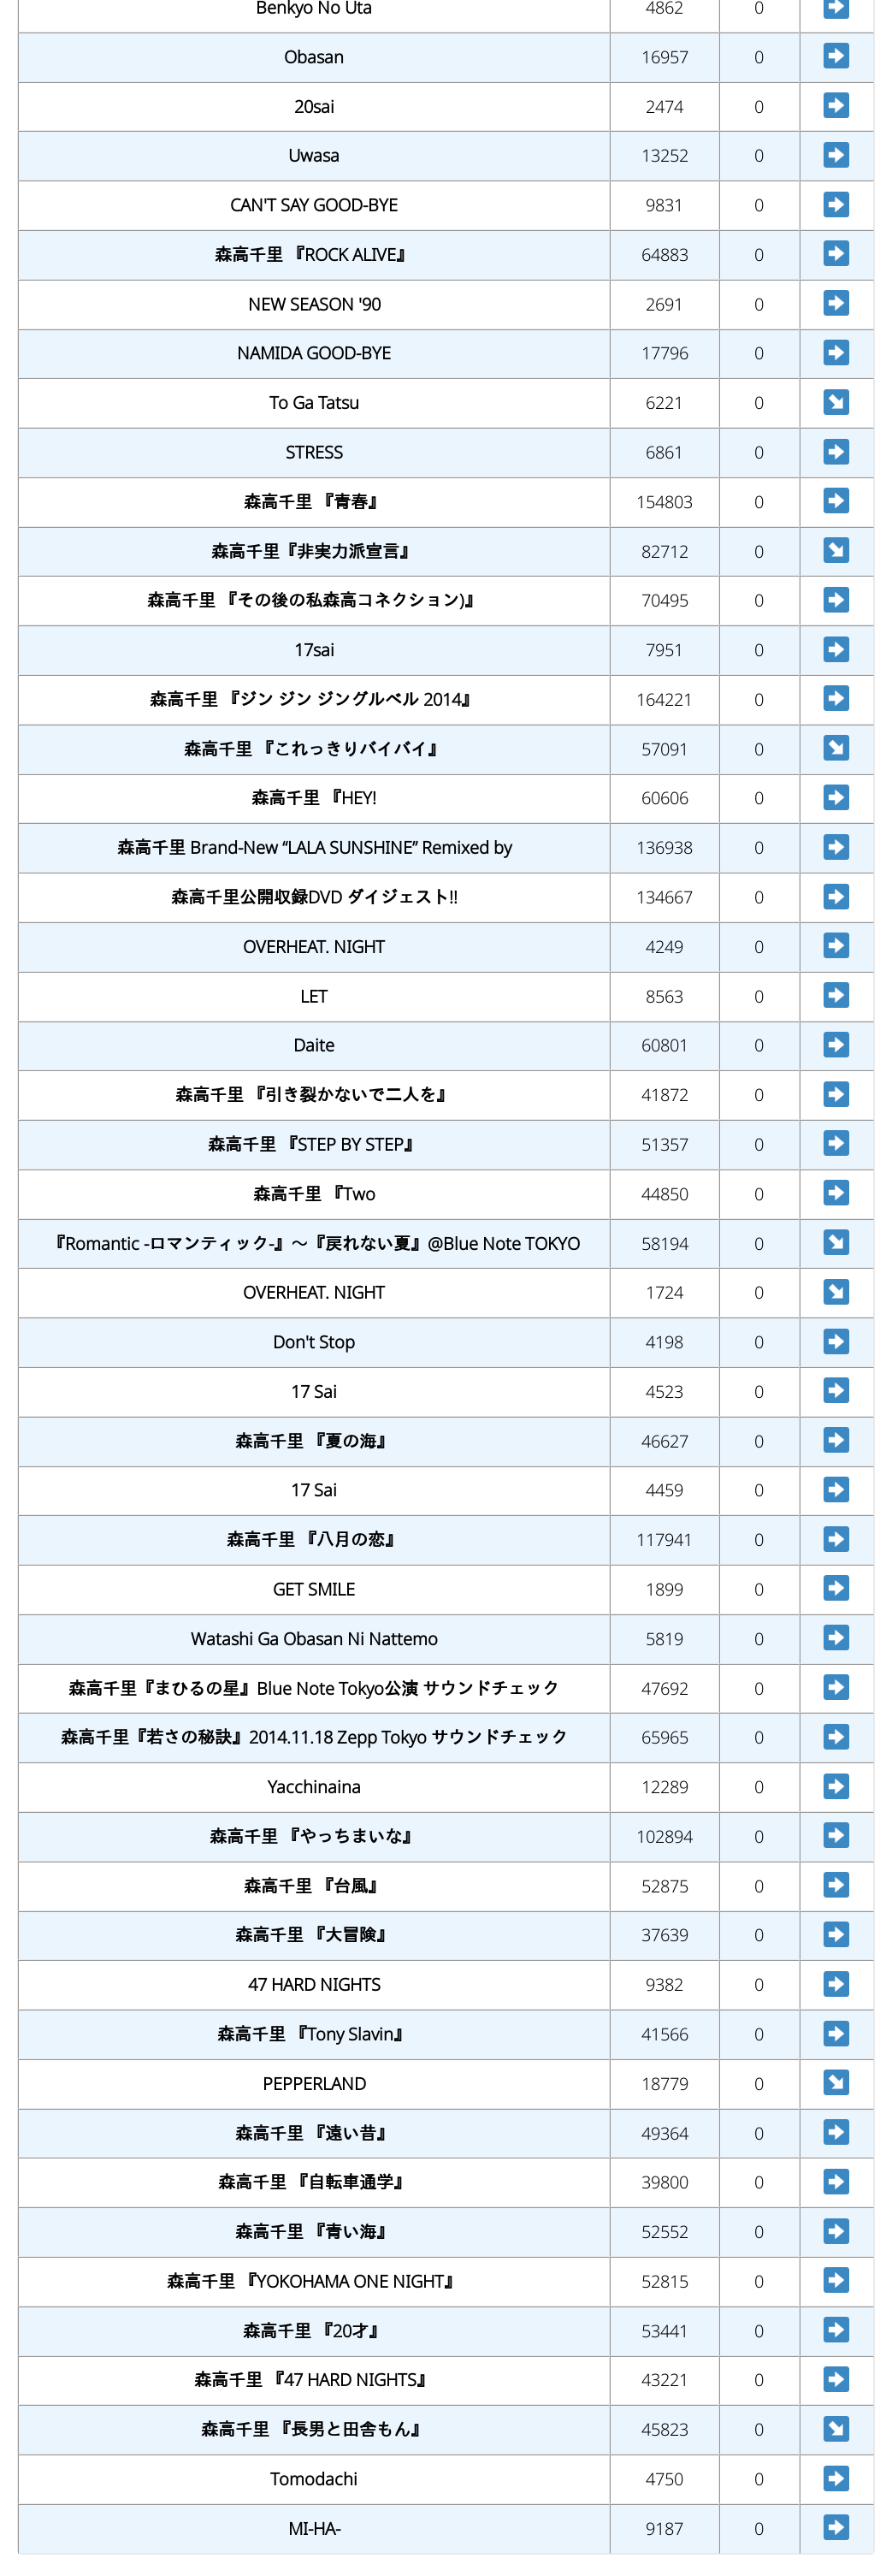 Benkyo No Uta 4862 0
Obasan 16957 0
20sai 2474 0
Uwasa 13252 0
CAN'T SAY GOOD-BYE 9831 0
森高千里 『ROCK ALIVE』 64883 0
NEW SEASON '90 2691 0
NAMIDA GOOD-BYE 17796 0
To Ga Tatsu 6221 0
STRESS 6861 0
森高千里 『青春』 154803 0
森高千里『非実力派宣言』 82712 0
森高千里 『その後の私森高コネクション)』 70495 0
17sai 7951 0
森高千里 『ジン ジン ジングルベル 2014』 164221 0
森高千里 『これっきりバイバイ』 57091 0
森高千里 『HEY! 60606 0
森高千里 Brand-New “LALA SUNSHINE” Remixed by 136938 0
森高千里公開収録DVD ダイジェスト!! 134667 0
OVERHEAT. NIGHT 4249 0
LET 8563 0
Daite 60801 0
森高千里 『引き裂かないで二人を』 41872 0
森高千里 『STEP BY STEP』 51357 0
森高千里 『Two 44850 0
『Romantic -ロマンティック-』～『戻れない夏』@Blue Note TOKYO 58194 0
OVERHEAT. NIGHT 1724 0
Don't Stop 4198 0
17 Sai 4523 0
森高千里 『夏の海』 46627 0
17 Sai 4459 0
森高千里 『八月の恋』 117941 0
GET SMILE 1899 0
Watashi Ga Obasan Ni Nattemo 5819 0
森高千里『まひるの星』Blue Note Tokyo公演 サウンドチェック 47692 0
森高千里『若さの秘訣』2014.11.18 Zepp Tokyo サウンドチェック 65965 0
Yacchinaina 12289 0
森高千里 『やっちまいな』 102894 0
森高千里 『台風』 52875 0
森高千里 『大冒険』 37639 0
47 HARD NIGHTS 9382 0
森高千里 『Tony Slavin』 41566 0
PEPPERLAND 18779 0
森高千里 『遠い昔』 49364 0
森高千里 『自転車通学』 39800 0
森高千里 『青い海』 52552 0
森高千里 『YOKOHAMA ONE NIGHT』 52815 0
森高千里 『20才』 53441 0
森高千里 『47 HARD NIGHTS』 43221 0
森高千里 『長男と田舎もん』 45823 0
Tomodachi 4750 0
MI-HA- 9187 0